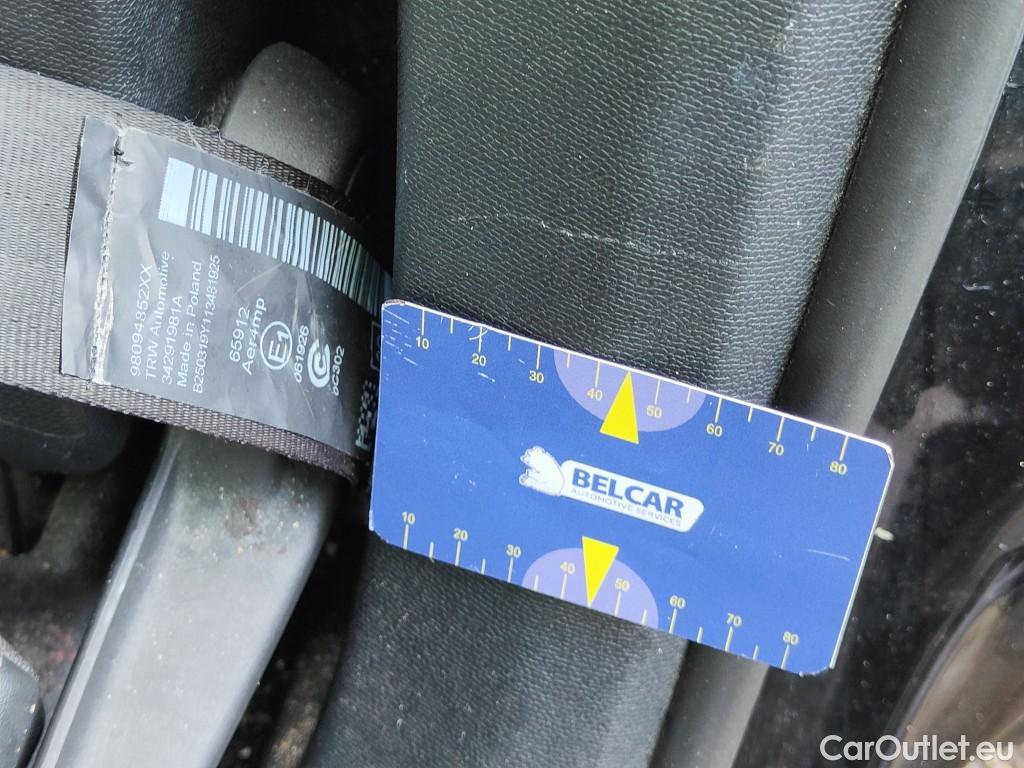 98094852XX
TRW Automotive
34291981A
Made in Poland
B250319Y113481925
65912
Aer4mp
E1
061926
bc302
10 20 30 40 50 60 70 80
BELCAR
AUTOMOTIVE SERVICES
10 20 30 40 50 60 70 80
CarOutlet.eu